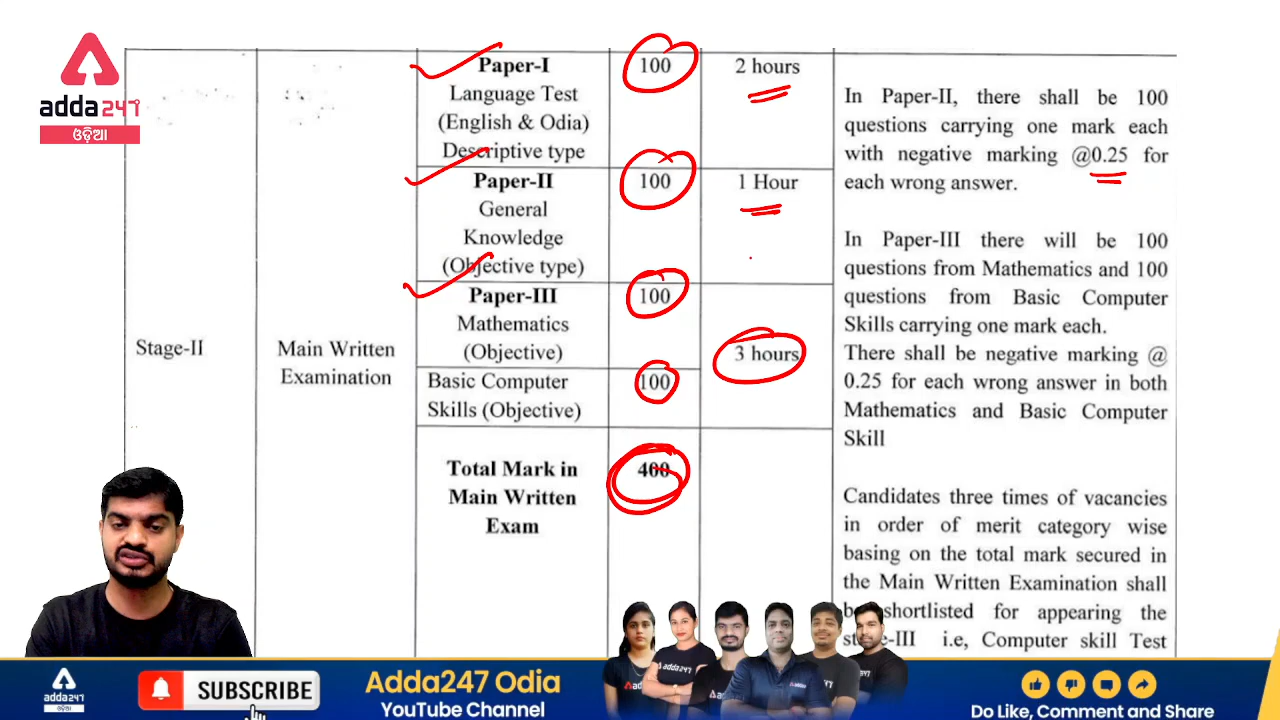 adda247
ଓଡ଼ିଆ
Stage-II
Main Written
Examination
Paper-I
Language Test
(English & Odia)
Descriptive type
100
2 hours
Paper-II
General
Knowledge
(Objective type)
100
1 Hour
Paper-III
Mathematics
(Objective)
100
3 hours
Basic Computer
Skills (Objective)
100
Total Mark in
Main Written
Exam
400
In Paper-II, there shall be 100
questions carrying one mark each
with negative marking @0.25 for
each wrong answer.
In Paper-III there will be 100
questions from Mathematics and 100
questions from Basic Computer
Skills carrying one mark each.
There shall be negative marking @
0.25 for each wrong answer in both
Mathematics and Basic Computer
Skill
Candidates three times of vacancies
in order of merit category wise
basing on the total mark secured in
the Main Written Examination shall
shortlisted for appearing the
i.e, Computer skill Test
adda247
ଓଡ଼ିଆ
SUBSCRIBE
Adda247 Odia
YouTube Channel
adda247
Do Like, Comment and Share